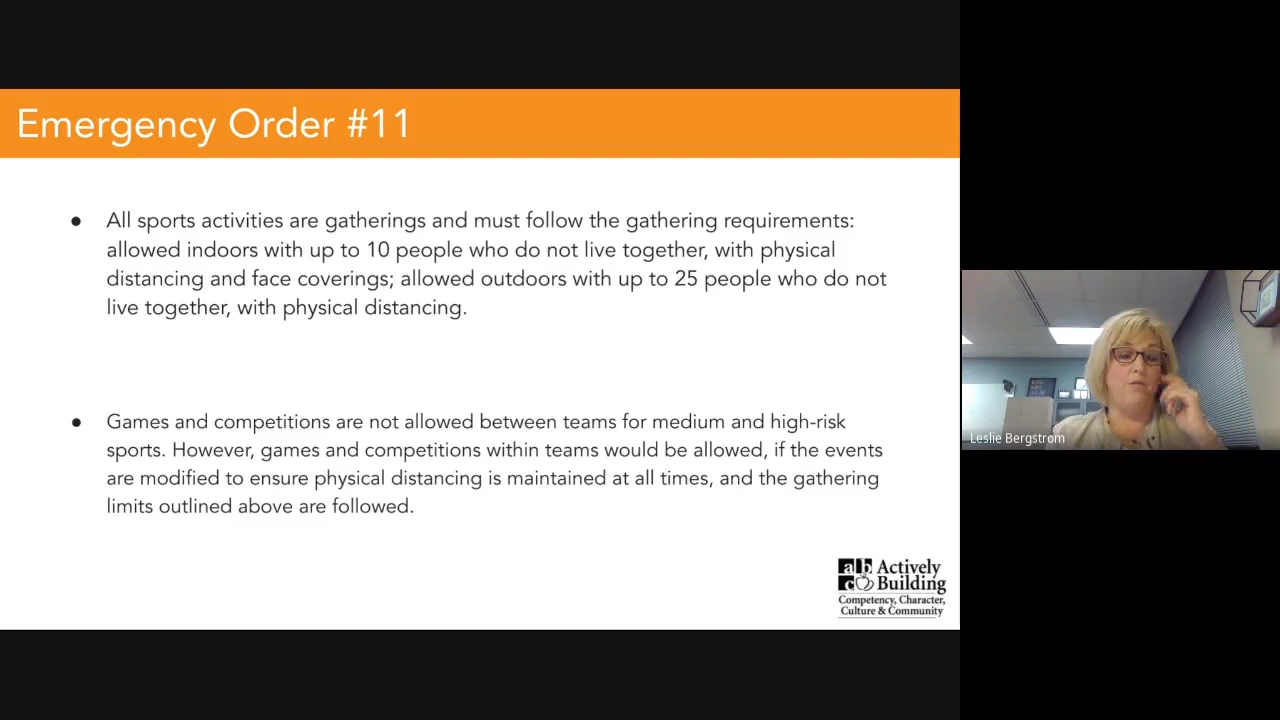 Emergency Order #11
● All sports activities are gatherings and must follow the gathering requirements:
allowed indoors with up to 10 people who do not live together, with physical
distancing and face coverings; allowed outdoors with up to 25 people who do not
live together, with physical distancing.
● Games and competitions are not allowed between teams for medium and high-risk
sports. However, games and competitions within teams would be allowed, if the events
are modified to ensure physical distancing is maintained at all times, and the gathering
limits outlined above are followed.
a b c Actively
Building
Competency, Character,
Culture & Community
Leslie Bergstrom